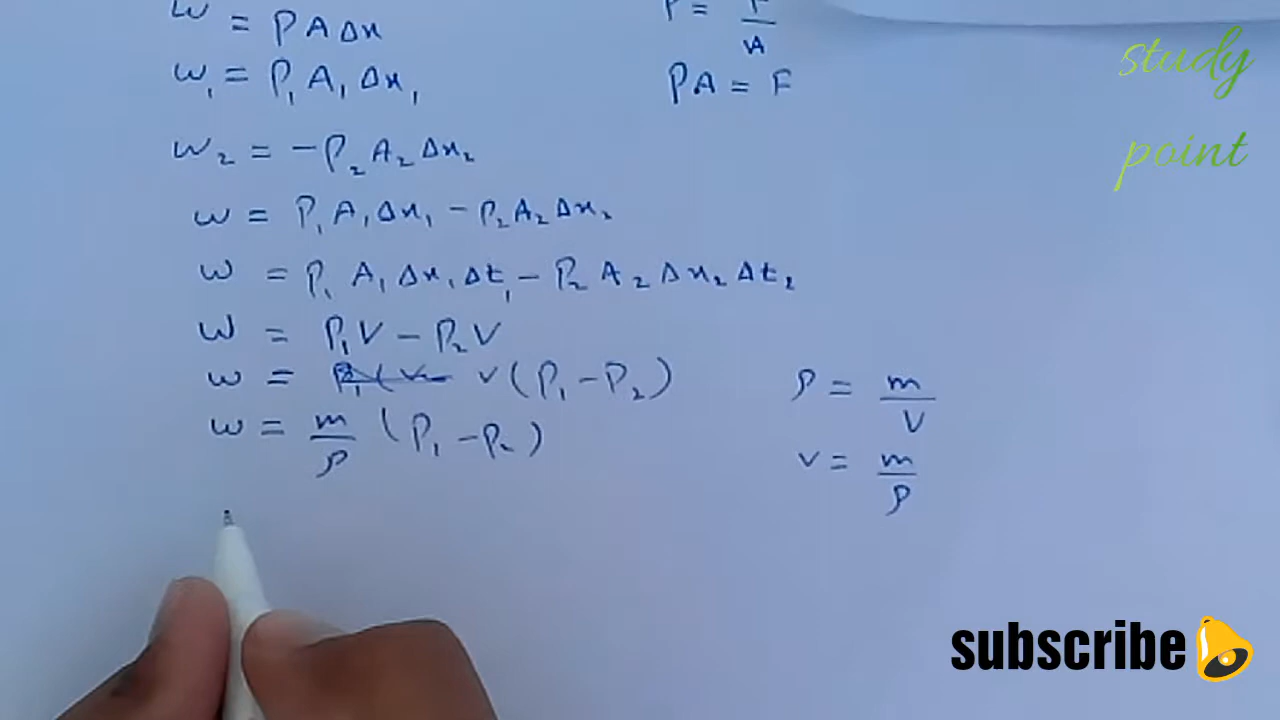 W = PAΔx
P = F/A
W₁ = P₁A₁Δx₁
PA = F
W₂ = -P₂A₂Δx₂
W = P₁A₁Δx₁ - P₂A₂Δx₂
W = P₁A₁Δx₁Δt₁ - P₂A₂Δx₂Δt₂
W = P₁V - P₂V
W = V(P₁-P₂)
ρ = m/V
W = m/ρ (P₁-P₂)
V = m/ρ
study
point
subscribe